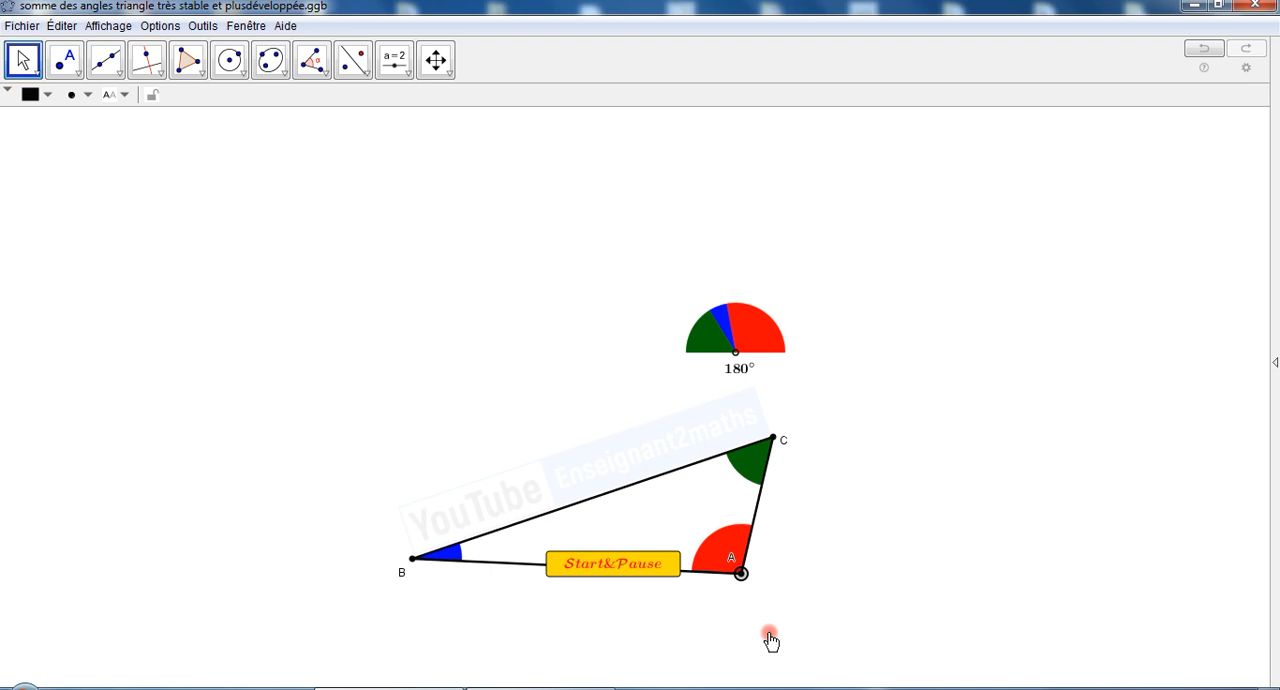 somme des angles triangle très stable et plusdéveloppée.ggb
Fichier Éditer Affichage Options Outils Fenêtre Aide
A
α
a = 2
AA
180°
C
YouTube Enseignant2maths
A
Start&Pause
B